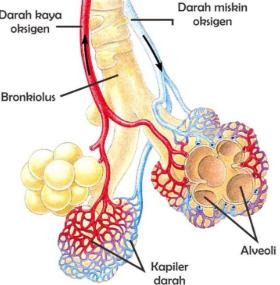 Darah kaya
oksigen
Darah miskin
oksigen
Bronkiolus
Alveoli
Kapiler
darah